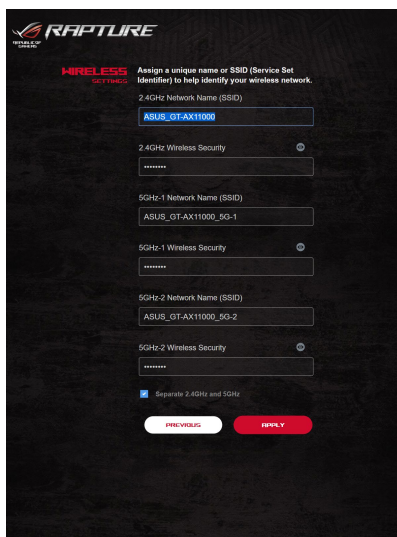 RAPTURE
REPUBLIC OF
GAMERS
WIRELESS
SETTINGS
Assign a unique name or SSID (Service Set
Identifier) to help identify your wireless network.
2.4GHz Network Name (SSID)
ASUS_GT-AX11000
2.4GHz Wireless Security
••••••••
5GHz-1 Network Name (SSID)
ASUS_GT-AX11000_5G-1
5GHz-1 Wireless Security
••••••••
5GHz-2 Network Name (SSID)
ASUS_GT-AX11000_5G-2
5GHz-2 Wireless Security
••••••••
Separate 2.4GHz and 5GHz
PREVIOUS
APPLY